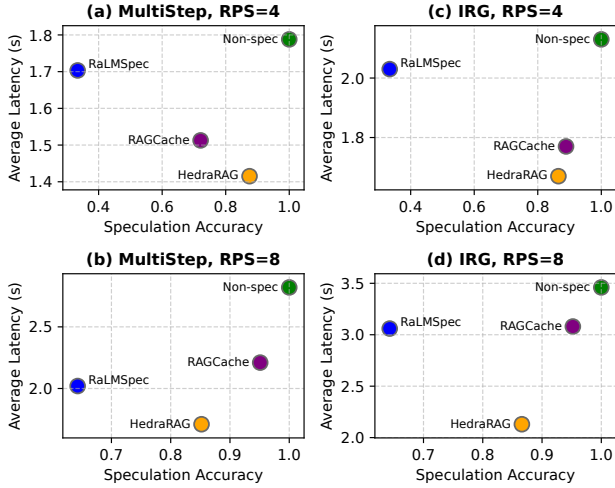 (a) MultiStep, RPS=4
Average Latency (s)
1.8
1.7
1.6
1.5
1.4
Non-spec
RaLMSpec
RAGCache
HedraRAG
0.4 0.6 0.8 1.0
Speculation Accuracy
(c) IRG, RPS=4
Average Latency (s)
2.0
1.8
Non-spec
RaLMSpec
RAGCache
HedraRAG
0.4 0.6 0.8 1.0
Speculation Accuracy
(b) MultiStep, RPS=8
Average Latency (s)
2.5
2.0
Non-spec
RAGCache
RaLMSpec
HedraRAG
0.7 0.8 0.9 1.0
Speculation Accuracy
(d) IRG, RPS=8
Average Latency (s)
3.5
3.0
2.5
2.0
Non-spec
RaLMSpec
RAGCache
HedraRAG
0.7 0.8 0.9 1.0
Speculation Accuracy